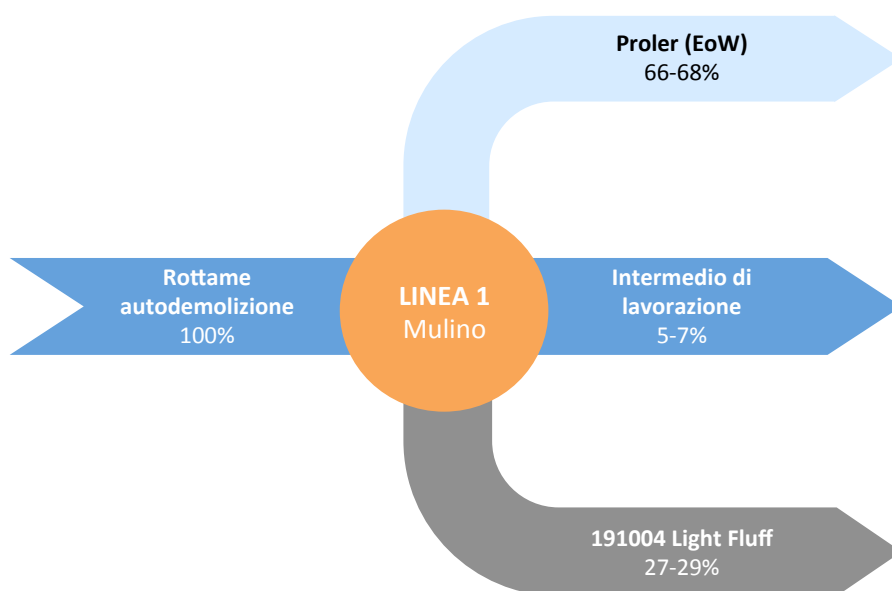 Proler (EoW)
66-68%
Rottame
autodemolizione
100%
LINEA 1
Mulino
Intermedio di
lavorazione
5-7%
191004 Light Fluff
27-29%